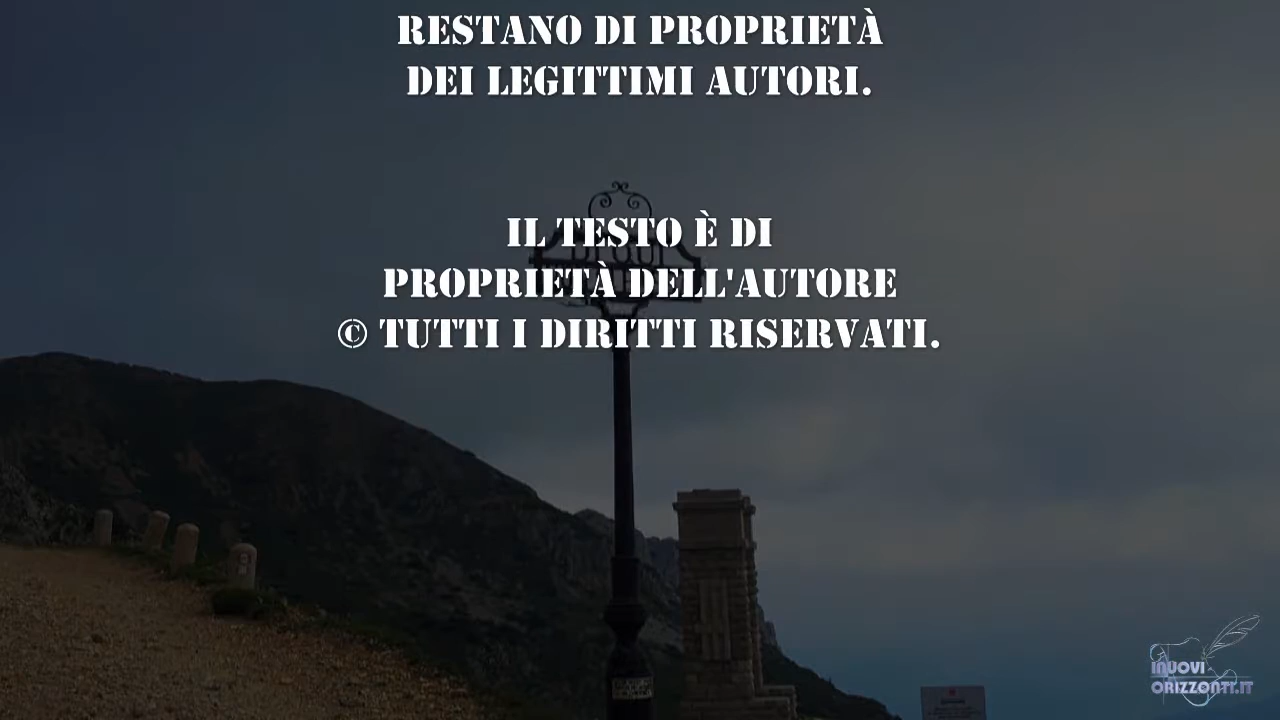 RESTANO DI PROPRIETÀ
DEI LEGITTIMI AUTORI.
IL TESTO È DI
PROPRIETÀ DELL'AUTORE
© TUTTI I DIRITTI RISERVATI.
INUOVI
ORIZZONTI.IT